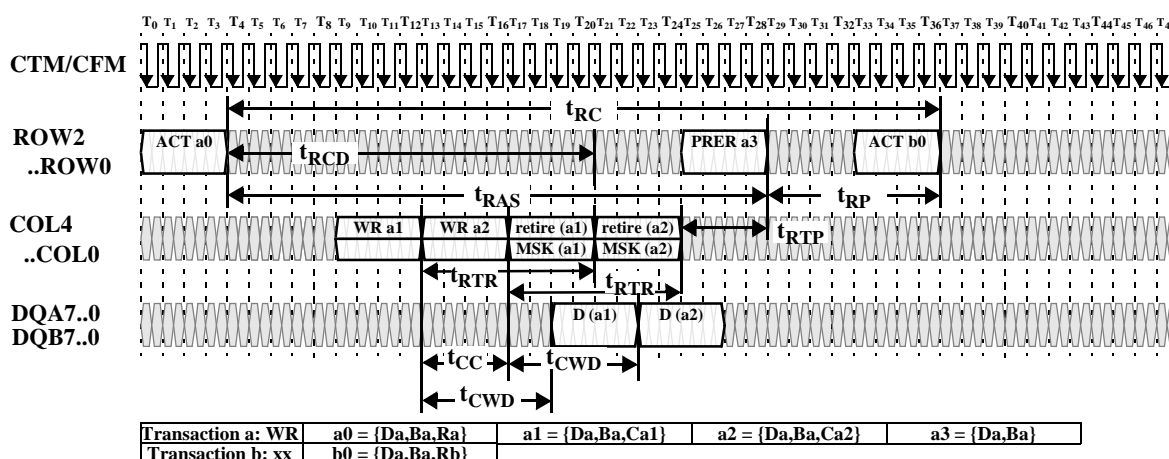 T0 T1 T2 T3 T4 T5 T6 T7 T8 T9 T10 T11 T12 T13 T14 T15 T16 T17 T18 T19 T20 T21 T22 T23 T24 T25 T26 T27 T28 T29 T30 T31 T32 T33 T34 T35 T36 T37 T38 T39 T40 T41 T42 T43 T44 T45 T46 T4
CTM/CFM
tRC
ROW2 ACT a0 PRER a3 ACT b0
..ROW0 tRCD
tRAS tRP
COL4 WR a1 WR a2 retire (a1) retire (a2) tRTP
..COL0 MSK (a1) MSK (a2)
tRTR tRTR
DQA7..0 D (a1) D (a2)
DQB7..0
tCC tCWD
tCWD
Transaction a: WR a0 = {Da,Ba,Ra} a1 = {Da,Ba,Ca1} a2 = {Da,Ba,Ca2} a3 = {Da,Ba}
Transaction b: xx b0 = {Da,Ba,Rb}